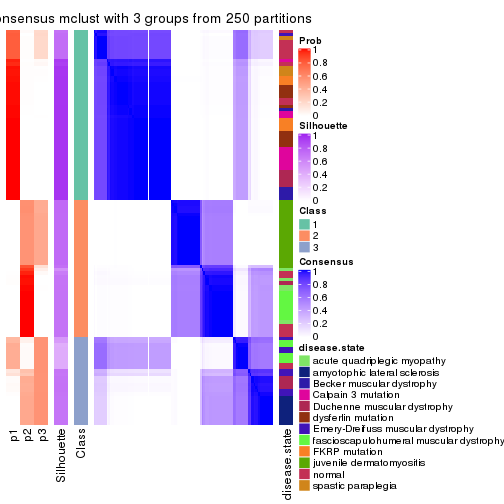 onsensus mclust with 3 groups from 250 partitions
Prob
1
0.8
0.6
0.4
0.2
0
Silhouette
1
0.8
0.6
0.4
0.2
0
Class
1
2
3
Consensus
1
0.8
0.6
0.4
0.2
0
disease.state
acute quadriplegic myopathy
amyotophic lateral sclerosis
Becker muscular dystrophy
Calpain 3 mutation
Duchenne muscular dystrophy
dysferlin mutation
Emery-Dreifuss muscular dystrophy
fascioscapulohumeral muscular dystrophy
FKRP mutation
juvenile dermatomyositis
normal
spastic paraplegia
p1
p2
p3
Silhouette
Class
disease.state